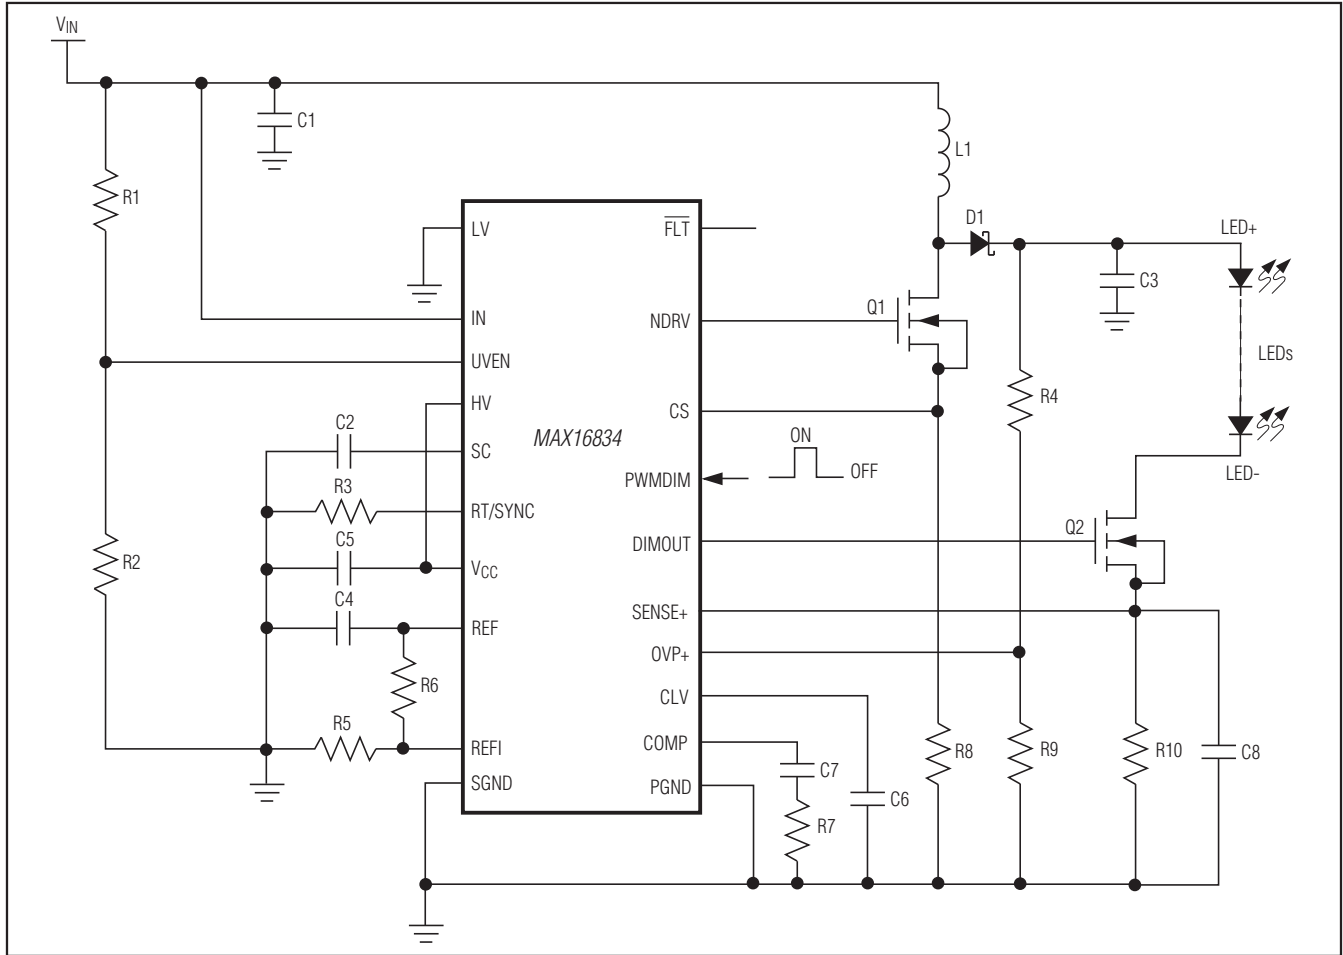 VIN
C1
R1
L1
D1
LED+
LV
FLT
C3
Q1
IN
NDRV
LEDs
UVEN
HV
R4
CS
C2
MAX16834
ON
SC
OFF
PWMDIM
LED-
R3
RT/SYNC
Q2
C5
DIMOUT
R2
VCC
C4
SENSE+
REF
OVP+
R6
CLV
R5
REFI
COMP
R8
R9
R10
C8
C7
SGND
PGND
C6
R7